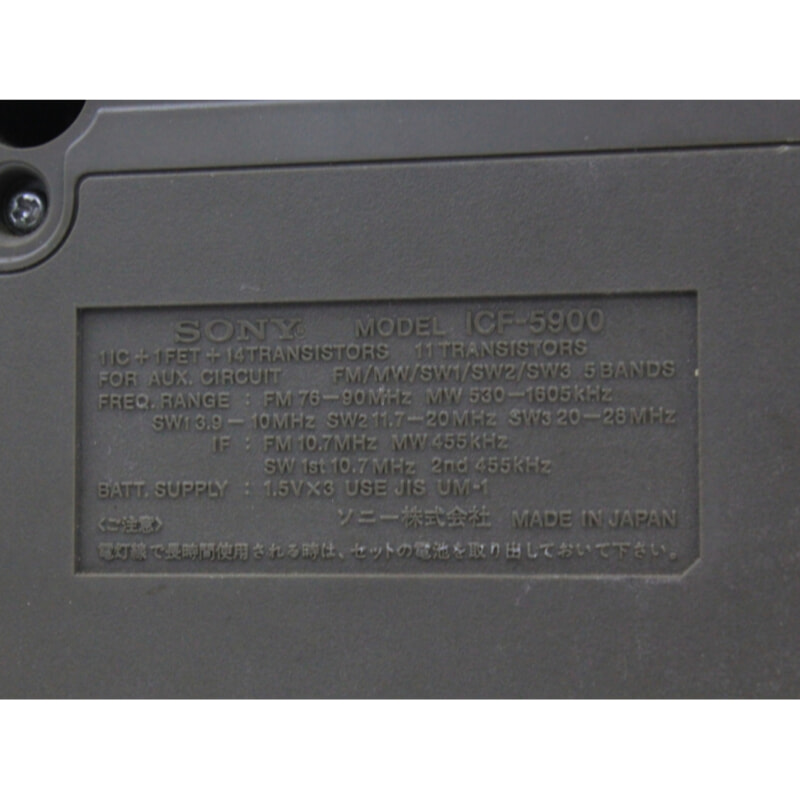 SONY MODEL ICF-5900
1IC+1FET+14TRANSISTORS 11TRANSISTORS
FOR AUX. CIRCUIT FM/MW/SW1/SW2/SW3 5BANDS
FREQ. RANGE : FM 76-90MHz MW 530-1605kHz
SW1 3.9-10MHz SW2 11.7-20MHz SW3 20-28MHz
IF : FM 10.7MHz MW 455kHz
SW 1st 10.7MHz 2nd 455kHz
BATT. SUPPLY : 1.5V×3 USE JIS UM-1
ソニー株式会社 MADE IN JAPAN
〈ご注意〉
電灯線で長時間使用される時は、セットの電池を取り出しておいて下さい。